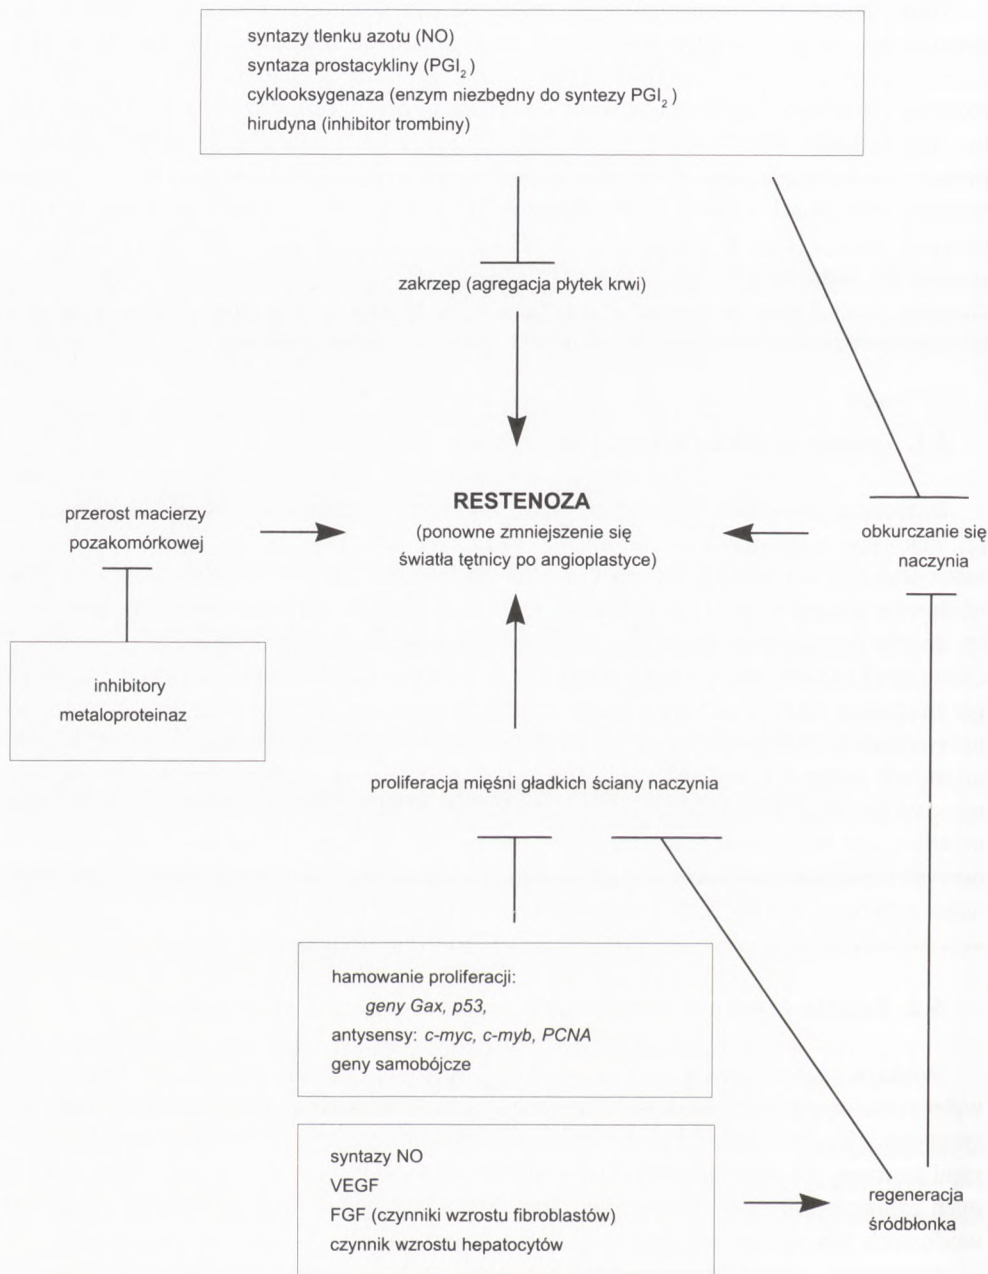 syntazy tlenku azotu (NO)
syntaza prostacykliny (PGI₂)
cyklooksygenaza (enzym niezbędny do syntezy PGI₂)
hirudyna (inhibitor trombiny)
zakrzep (agregacja płytek krwi)
RESTENOZA
(ponowne zmniejszenie się
światła tętnicy po angioplastyce)
przerost macierzy
pozakomórkowej
obkurczanie się
naczynia
inhibitory
metaloproteinaz
proliferacja mięśni gładkich ściany naczynia
hamowanie proliferacji:
geny Gax, p53,
antysensy: c-myc, c-myb, PCNA
geny samobójcze
syntazy NO
VEGF
FGF (czynniki wzrostu fibroblastów)
czynnik wzrostu hepatocytów
regeneracja
śródbłonka